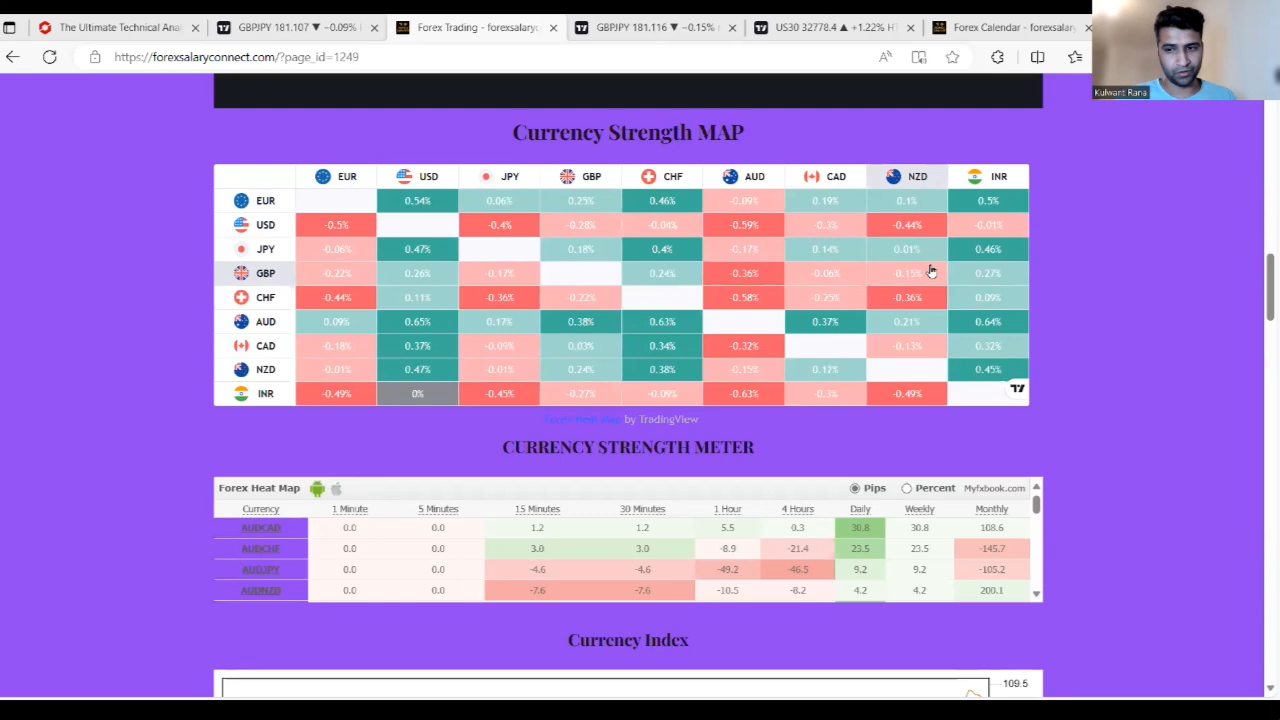 The Ultimate Technical Ana
GBPJPY 181.107 ▼ −0.09%
Forex Trading - forexsalaryc
GBPJPY 181.116 ▼ −0.15%
US30 32778.4 ▲ +1.22%
Forex Calendar - forexsalary
https://forexsalaryconnect.com/?page_id=1249
Kulwant Rana
Currency Strength MAP
EUR USD JPY GBP CHF AUD CAD NZD INR
EUR 0.54% 0.06% 0.25% 0.46% -0.09% 0.19% 0.1% 0.5%
USD -0.5% -0.4% -0.28% -0.04% -0.59% -0.3% -0.44% -0.01%
JPY -0.06% 0.47% 0.18% 0.4% -0.17% 0.14% 0.01% 0.46%
GBP -0.22% 0.26% -0.17% 0.24% -0.36% -0.06% -0.15% 0.27%
CHF -0.44% 0.11% -0.36% -0.22% -0.58% 0.25% -0.36% 0.09%
AUD 0.09% 0.65% 0.17% 0.38% 0.63% 0.37% 0.21% 0.64%
CAD -0.18% 0.37% -0.09% 0.03% 0.34% -0.32% -0.13% 0.32%
NZD -0.01% 0.47% -0.01% 0.24% 0.38% -0.15% 0.45%
INR -0.49% 0% -0.45% -0.27% -0.09% -0.63% -0.3% -0.49%
by TradingView
CURRENCY STRENGTH METER
Forex Heat Map Pips Percent Myfxbook.com
Currency 1 Minute 5 Minutes 15 Minutes 30 Minutes 1 Hour 4 Hours Daily Weekly Monthly
AUDCAD 0.0 0.0 1.2 1.2 5.5 0.3 30.8 30.8 108.6
AUDCHF 0.0 0.0 3.0 3.0 -8.9 -21.4 23.5 23.5 -145.7
AUDJPY 0.0 0.0 -4.6 -4.6 -49.2 -46.5 9.2 9.2 -105.2
AUDNZD 0.0 0.0 -7.6 -7.6 -10.5 -8.2 4.2 4.2 200.1
Currency Index
109.5